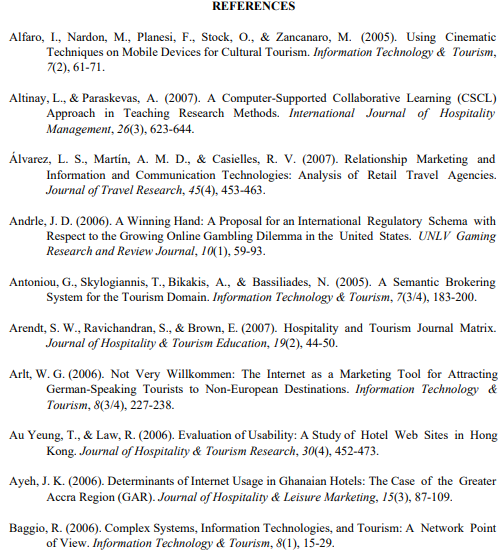 REFERENCES
Alfaro, I., Nardon, M., Planesi, F., Stock, O., & Zancanaro, M. (2005). Using Cinematic
Techniques on Mobile Devices for Cultural Tourism. Information Technology & Tourism,
7(2), 61-71.
Altinay, L., & Paraskevas, A. (2007). A Computer-Supported Collaborative Learning (CSCL)
Approach in Teaching Research Methods. International Journal of Hospitality
Management, 26(3), 623-644.
Álvarez, L. S., Martín, A. M. D., & Casielles, R. V. (2007). Relationship Marketing and
Information and Communication Technologies: Analysis of Retail Travel Agencies.
Journal of Travel Research, 45(4), 453-463.
Andrle, J. D. (2006). A Winning Hand: A Proposal for an International Regulatory Schema with
Respect to the Growing Online Gambling Dilemma in the United States. UNLV Gaming
Research and Review Journal, 10(1), 59-93.
Antoniou, G., Skylogiannis, T., Bikakis, A., & Bassiliades, N. (2005). A Semantic Brokering
System for the Tourism Domain. Information Technology & Tourism, 7(3/4), 183-200.
Arendt, S. W., Ravichandran, S., & Brown, E. (2007). Hospitality and Tourism Journal Matrix.
Journal of Hospitality & Tourism Education, 19(2), 44-50.
Arlt, W. G. (2006). Not Very Willkommen: The Internet as a Marketing Tool for Attracting
German-Speaking Tourists to Non-European Destinations. Information Technology &
Tourism, 8(3/4), 227-238.
Au Yeung, T., & Law, R. (2006). Evaluation of Usability: A Study of Hotel Web Sites in Hong
Kong. Journal of Hospitality & Tourism Research, 30(4), 452-473.
Ayeh, J. K. (2006). Determinants of Internet Usage in Ghanaian Hotels: The Case of the Greater
Accra Region (GAR). Journal of Hospitality & Leisure Marketing, 15(3), 87-109.
Baggio, R. (2006). Complex Systems, Information Technologies, and Tourism: A Network Point
of View. Information Technology & Tourism, 8(1), 15-29.